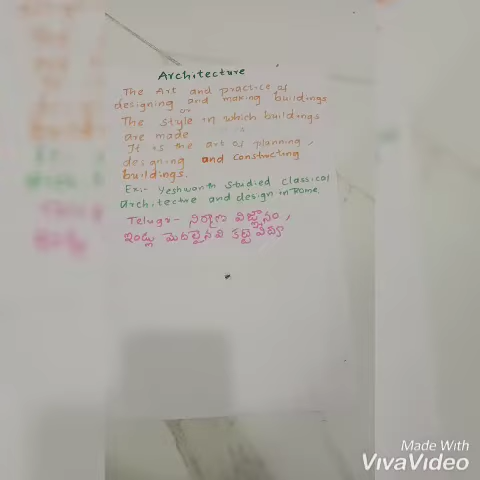 Architecture
The Art and practice of
designing and making buildings
or
The style in which buildings
are made
It is the art of planning,
designing and constructing
buildings.
Ex:- Yeshwanth studied classical
architecture and design in Rome.
Telugu- నిర్మాణ విజ్ఞానం,
ఇండ్లు మొదలైనవి కట్టే విద్యా
Made With
VivaVideo